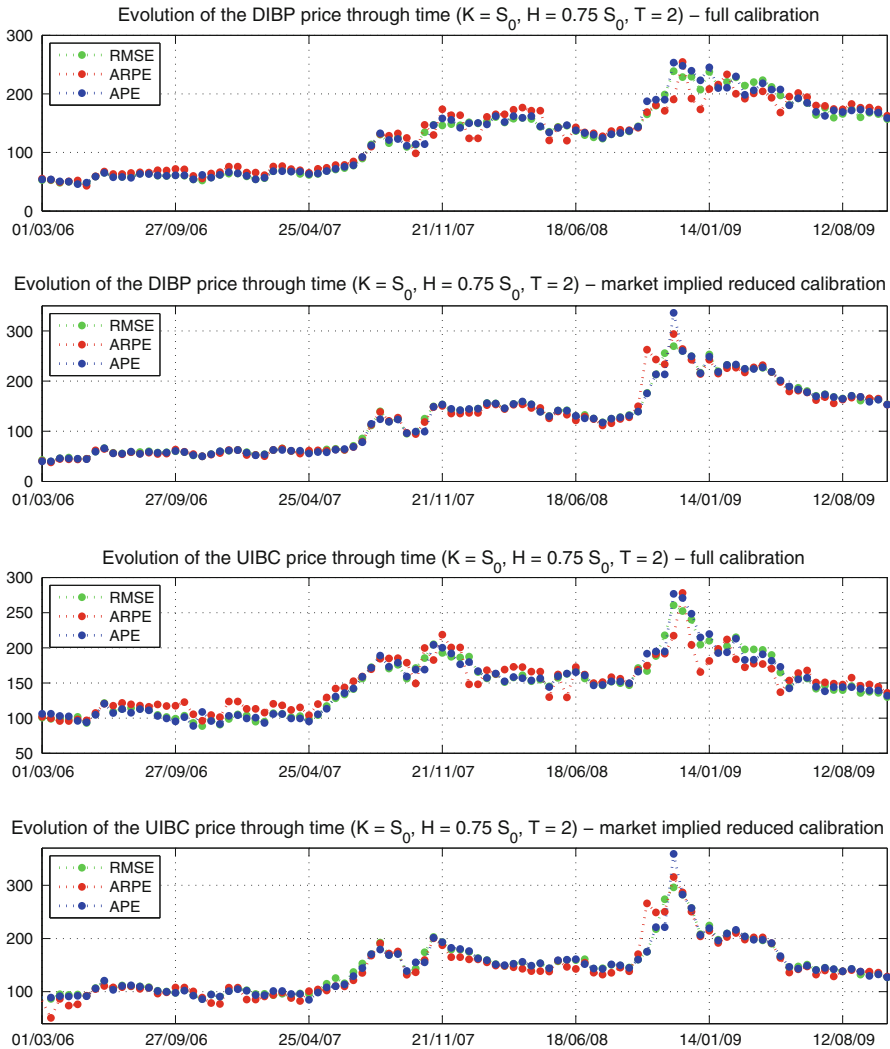 Evolution of the DIBP price through time (K = S0, H = 0.75 S0, T = 2) – full calibration
300
200
100
0
RMSE
ARPE
APE
01/03/06 27/09/06 25/04/07 21/11/07 18/06/08 14/01/09 12/08/09
Evolution of the DIBP price through time (K = S0, H = 0.75 S0, T = 2) – market implied reduced calibration
300
200
100
0
RMSE
ARPE
APE
01/03/06 27/09/06 25/04/07 21/11/07 18/06/08 14/01/09 12/08/09
Evolution of the UIBC price through time (K = S0, H = 0.75 S0, T = 2) – full calibration
300
250
200
150
100
50
RMSE
ARPE
APE
01/03/06 27/09/06 25/04/07 21/11/07 18/06/08 14/01/09 12/08/09
Evolution of the UIBC price through time (K = S0, H = 0.75 S0, T = 2) – market implied reduced calibration
300
200
100
RMSE
ARPE
APE
01/03/06 27/09/06 25/04/07 21/11/07 18/06/08 14/01/09 12/08/09